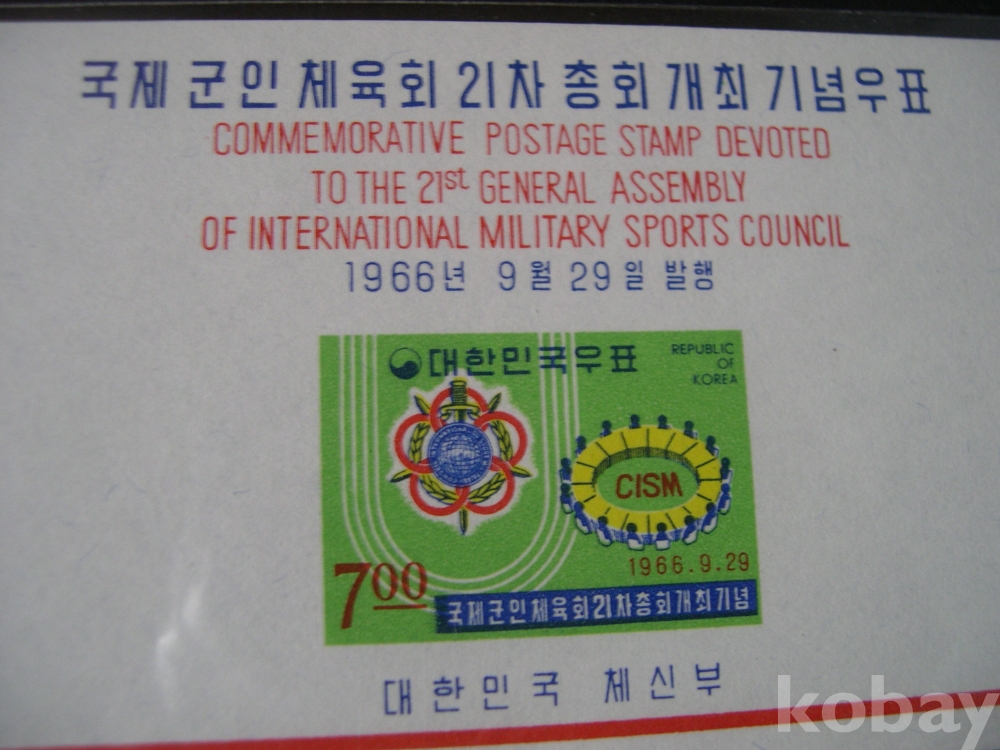 국제 군인 체육회 21차 총회 개최 기념우표
COMMEMORATIVE POSTAGE STAMP DEVOTED
TO THE 21st GENERAL ASSEMBLY
OF INTERNATIONAL MILITARY SPORTS COUNCIL
1966년 9월 29일 발행
대한민국우표
REPUBLIC
OF
KOREA
CISM
1966.9.29
700
국제군인체육회21차총회개최기념
대한민국 체신부
kobay